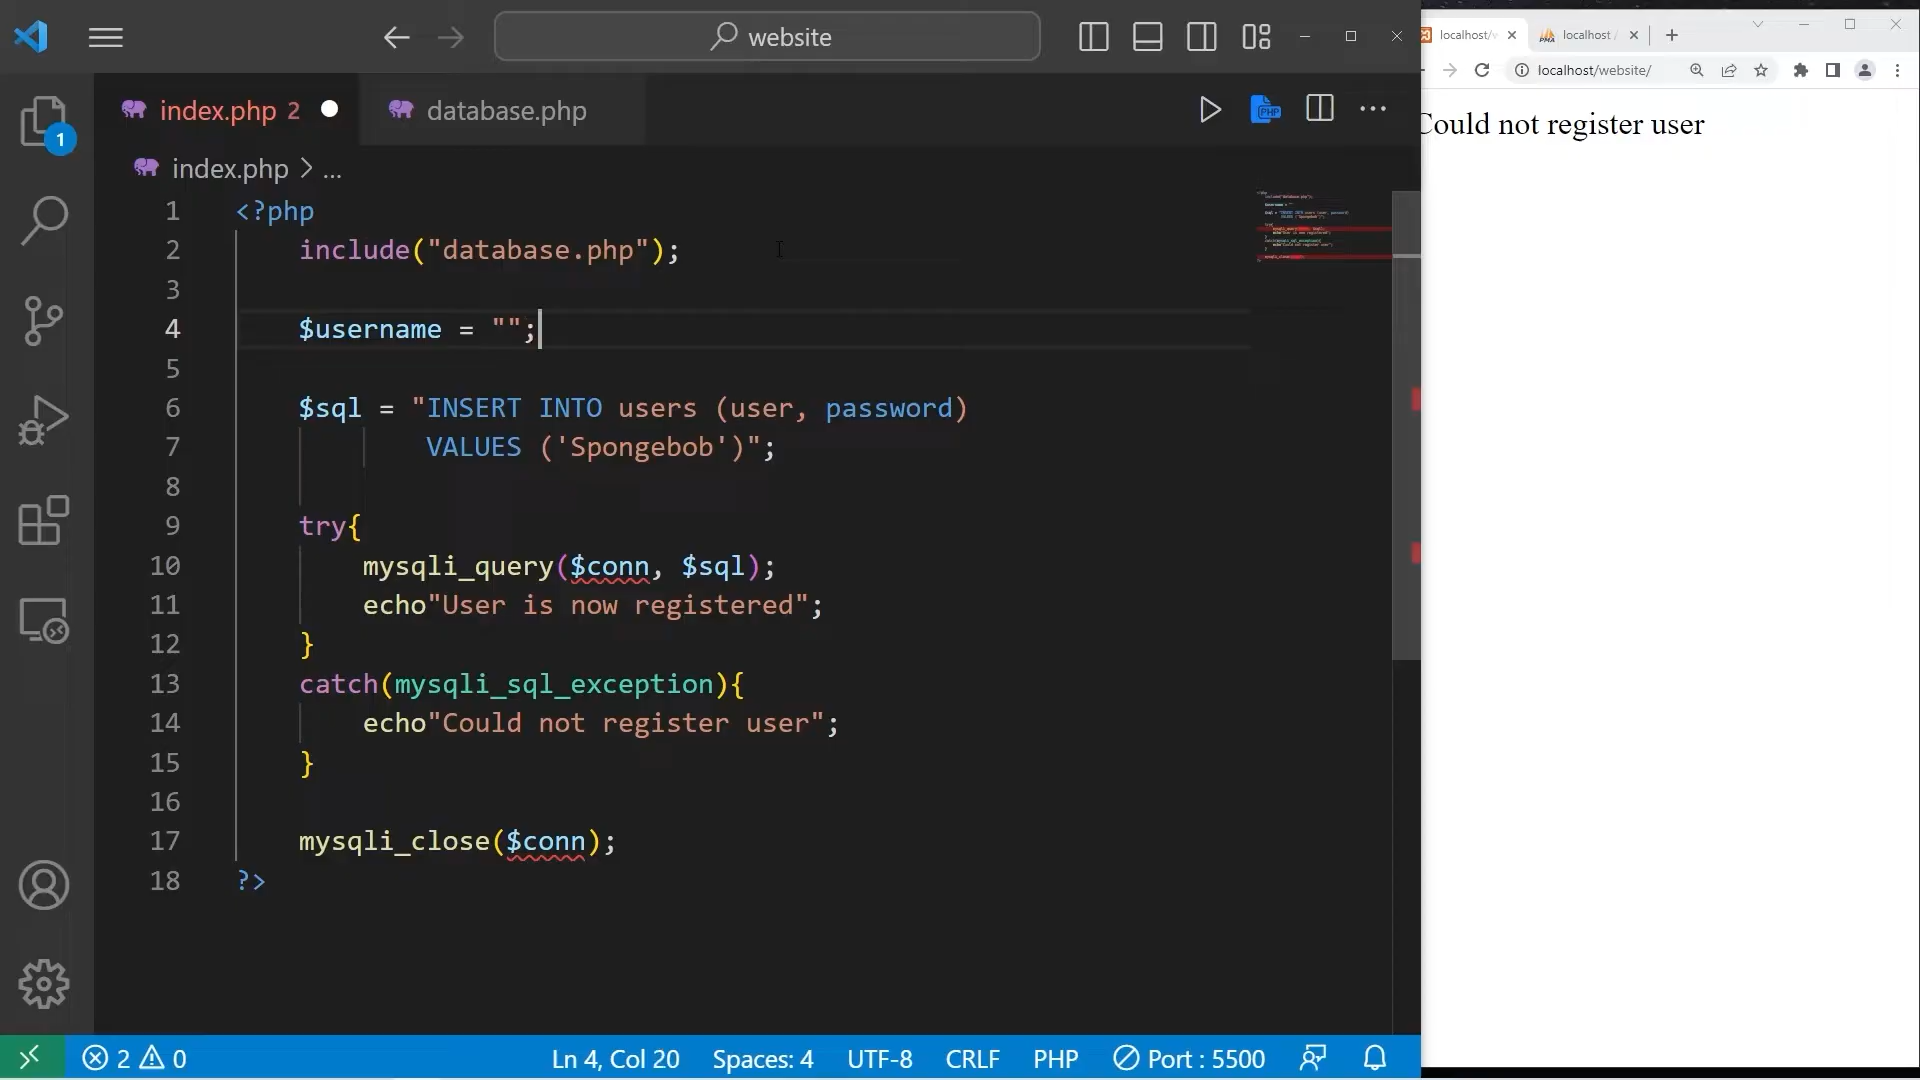 website
index.php 2
database.php
index.php > ...
1 <?php
2 include("database.php");
3
4 $username = "";
5
6 $sql = "INSERT INTO users (user, password)
7 VALUES ('Spongebob')";
8
9 try{
10 mysqli_query($conn, $sql);
11 echo"User is now registered";
12 }
13 catch(mysqli_sql_exception){
14 echo"Could not register user";
15 }
16
17 mysqli_close($conn);
18 ?>
1
PHP
2 0
Ln 4, Col 20
Spaces: 4
UTF-8
CRLF
PHP
Port : 5500
localhost/
PMA
localhost /
localhost/website/
Could not register user